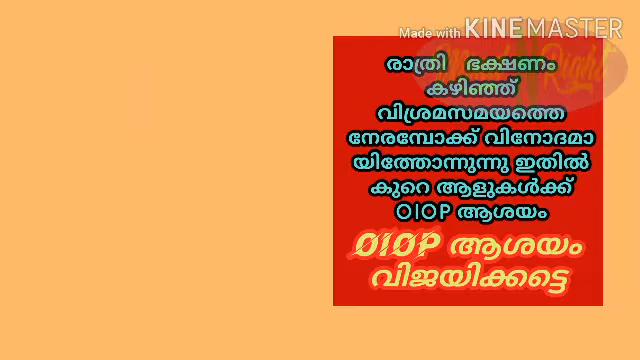 Made with KINEMASTER
രാത്രി ഭക്ഷണം
കഴിഞ്ഞ്
വിശ്രമസമയത്തെ
നേരമ്പോക്ക് വിനോദമാ
യിത്തോന്നുന്നു ഇതിൽ
കുറെ ആളുകൾക്ക്
OIOP ആശയം
OIOP ആശയം
വിജയിക്കട്ടെ